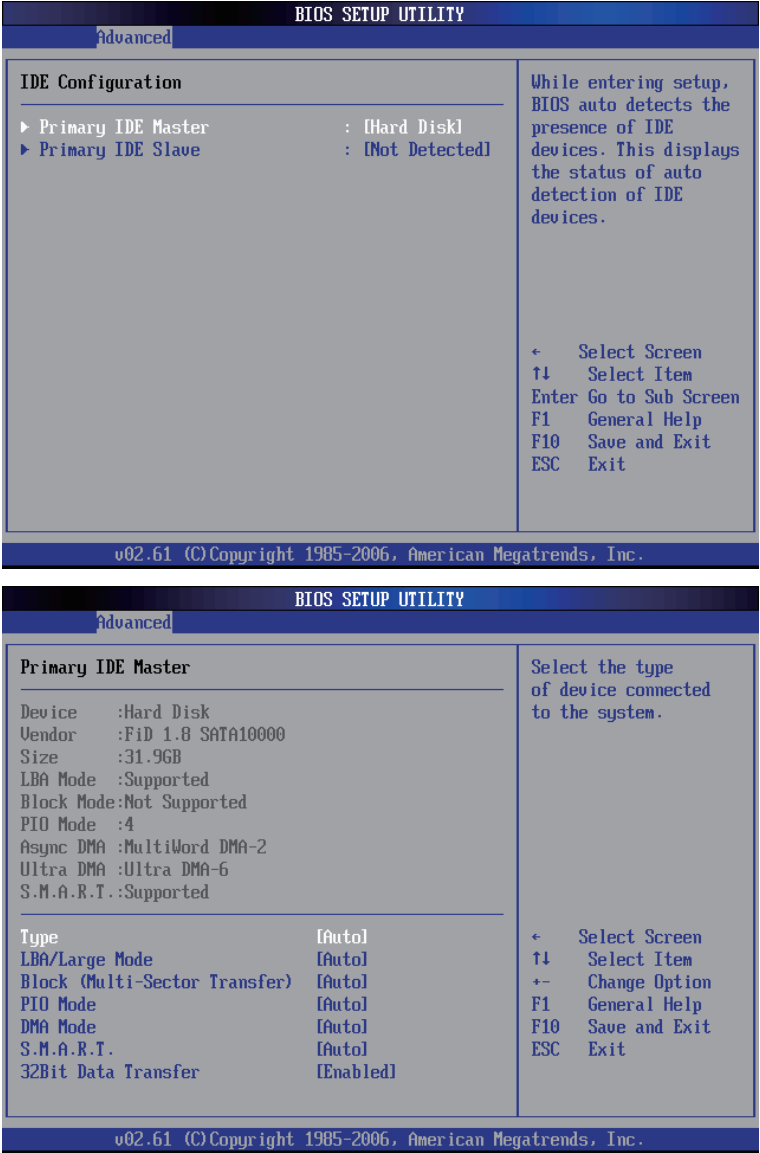 BIOS SETUP UTILITY
Advanced
IDE Configuration
▶ Primary IDE Master : [Hard Disk]
▶ Primary IDE Slave : [Not Detected]
While entering setup,
BIOS auto detects the
presence of IDE
devices. This displays
the status of auto
detection of IDE
devices.
← Select Screen
↑↓ Select Item
Enter Go to Sub Screen
F1 General Help
F10 Save and Exit
ESC Exit
v02.61 (C)Copyright 1985-2006, American Megatrends, Inc.
BIOS SETUP UTILITY
Advanced
Primary IDE Master
Device :Hard Disk
Vendor :FiD 1.8 SATA10000
Size :31.9GB
LBA Mode :Supported
Block Mode:Not Supported
PIO Mode :4
Async DMA :MultiWord DMA-2
Ultra DMA :Ultra DMA-6
S.M.A.R.T.:Supported
Type [Auto]
LBA/Large Mode [Auto]
Block (Multi-Sector Transfer) [Auto]
PIO Mode [Auto]
DMA Mode [Auto]
S.M.A.R.T. [Auto]
32Bit Data Transfer [Enabled]
Select the type
of device connected
to the system.
← Select Screen
↑↓ Select Item
+- Change Option
F1 General Help
F10 Save and Exit
ESC Exit
v02.61 (C)Copyright 1985-2006, American Megatrends, Inc.